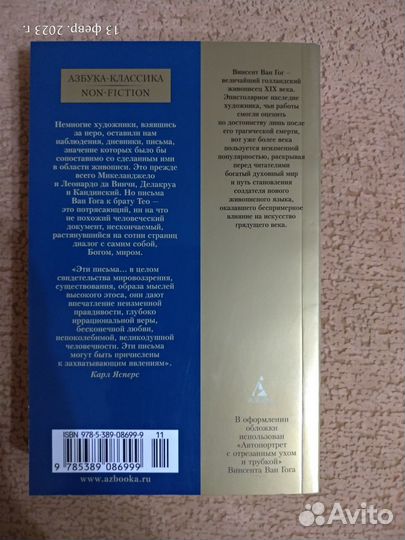 13 февр. 2023 г.
АЗБУКА-КЛАССИКА
NON-FICTION
Немногие художники, взявшись
за перо, оставили нам
наблюдения, дневники, письма,
значение которых было бы
сопоставимо со сделанным ими
в области живописи. Это прежде
всего Микеланджело
и Леонардо да Винчи, Делакруа
и Кандинский. Но письма
Ван Гога к брату Тео —
это потрясающий, ни на что
не похожий человеческий
документ, нескончаемый,
растянувшийся на сотни страниц
диалог с самим собой,
Богом, миром.
«Эти письма... в целом
свидетельства мировоззрения,
существования, образа мыслей
высокого этоса, они дают
впечатление неизменной
правдивости, глубоко
иррациональной веры,
бесконечной любви,
непоколебимой, великодушной
человечности. Эти письма
могут быть причислены
к захватывающим явлениям».
Карл Ясперс
ISBN 978-5-389-08699-9
11
9 785389 086999
www.azbooka.ru
Винсент Ван Гог –
величайший голландский
живописец XIX века.
Эпистолярное наследие
художника, чьи работы
смогли оценить
по достоинству лишь после
его трагической смерти,
вот уже более века
пользуется неизменной
популярностью, раскрывая
перед читателями
богатый духовный мир
и путь становления
создателя нового
живописного языка,
оказавшего беспримерное
влияние на искусство
грядущего века.
В оформлении
обложки
использован
«Автопортрет
с отрезанным ухом
и трубкой»
Винсента Ван Гога
Avito